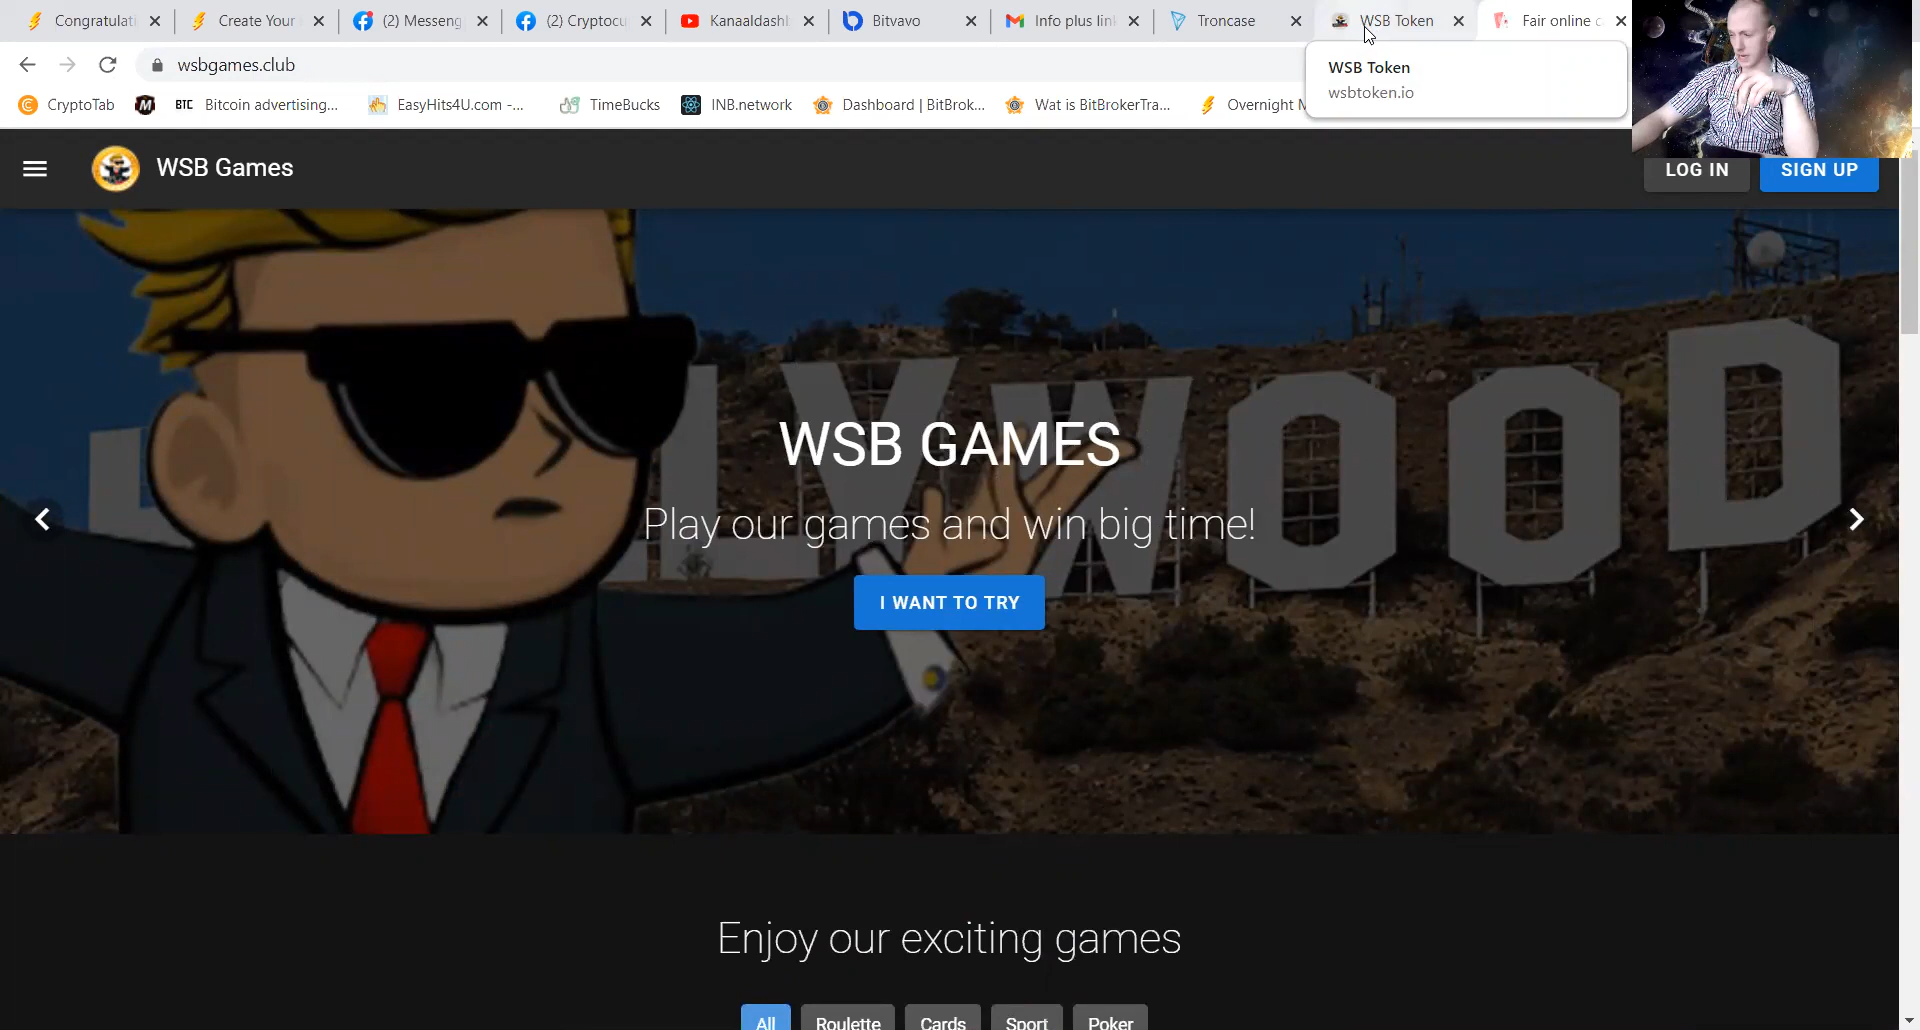 Congratulati
Create Your
(2) Messeng
(2) Cryptocu
Kanaaldashb
Bitvavo
Info plus lin
Troncase
WSB Token
Fair online c
wsbgames.club
WSB Token
wsbtoken.io
CryptoTab
BTC Bitcoin advertising...
EasyHits4U.com -...
TimeBucks
INB.network
Dashboard | BitBrok...
Wat is BitBrokerTra...
Overnight M
WSB Games
LOG IN
SIGN UP
LYWOOD
WSB GAMES
Play our games and win big time!
I WANT TO TRY
Enjoy our exciting games
All
Roulette
Cards
Sport
Poker